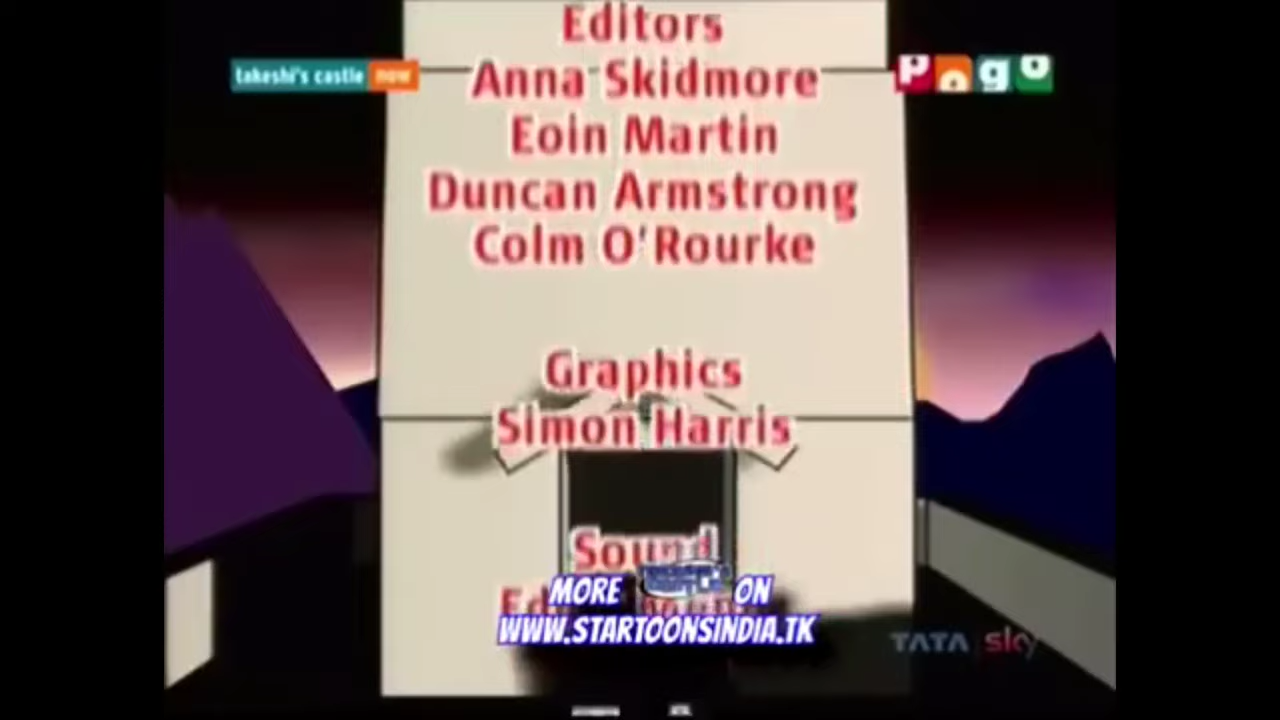 Editors
takeshi's castle now
pogo
Anna Skidmore
Eoin Martin
Duncan Armstrong
Colm O'Rourke
Graphics
Simon Harris
Sound
MORE ON
WWW.STARTOONSINDIA.TK
TATA sky